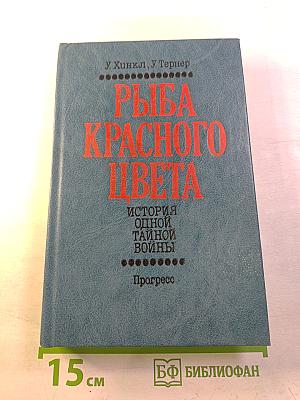 У. Хинкл, У. Тернер
РЫБА
КРАСНОГО
ЦВЕТА
ИСТОРИЯ
ОДНОЙ
ТАЙНОЙ
ВОЙНЫ
Прогресс
15 см
БФ БИБЛИОФАН